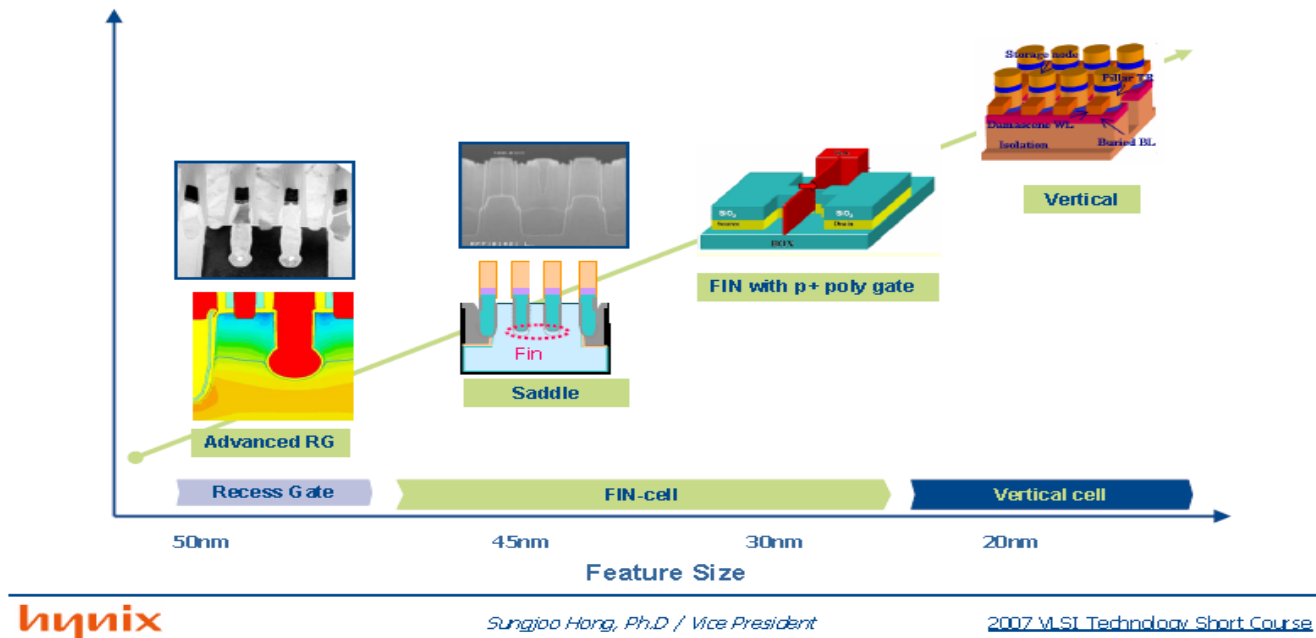 Storage node
Pillar TR
Damascene WL
Buried BL
Isolation
Vertical
SiO₂
SiO₂
Source
Drain
BOX
FIN with p+ poly gate
Fin
Saddle
Advanced RG
Recess Gate
FIN-cell
Vertical cell
50nm
45nm
30nm
20nm
Feature Size
hynix
Sungjoo Hong, Ph.D / Vice President
2007 VLSI Technology Short Course